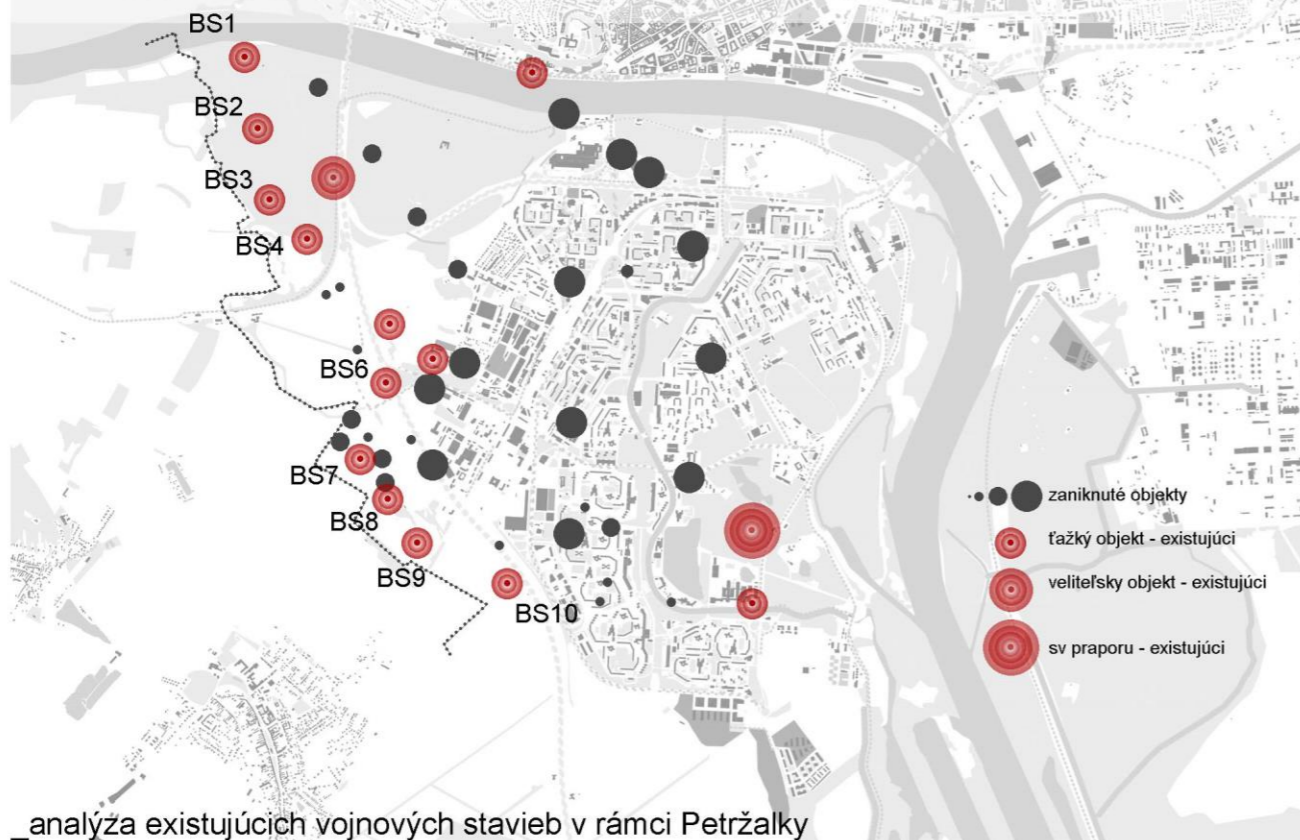 BS1
BS2
BS3
BS4
BS6
BS7
BS8
BS9
BS10
zaniknuté objekty
ťažký objekt - existujúci
veliteľsky objekt - existujúci
sv praporu - existujúci
_analýza existujúcich vojnových stavieb v rámci Petržalky